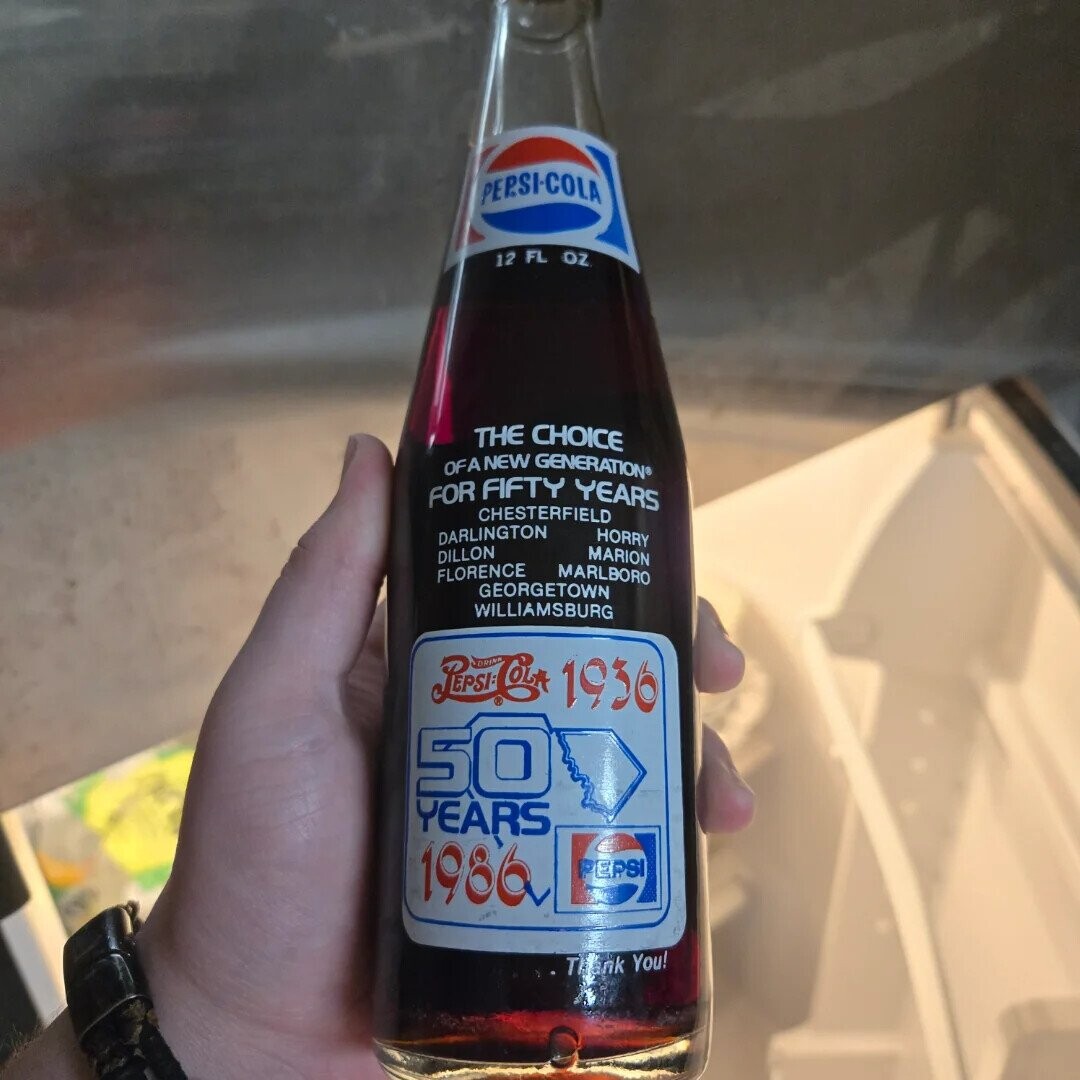 PEPSI-COLA
12 FL OZ.
THE CHOICE
OF A NEW GENERATION®
FOR FIFTY YEARS
CHESTERFIELD
DARLINGTON HORRY
DILLON MARION
FLORENCE MARLBORO
GEORGETOWN
WILLIAMSBURG
DRINK
PEPSI:COLA® 1936
50
YEARS
1986
PEPSI
. . Thank You!